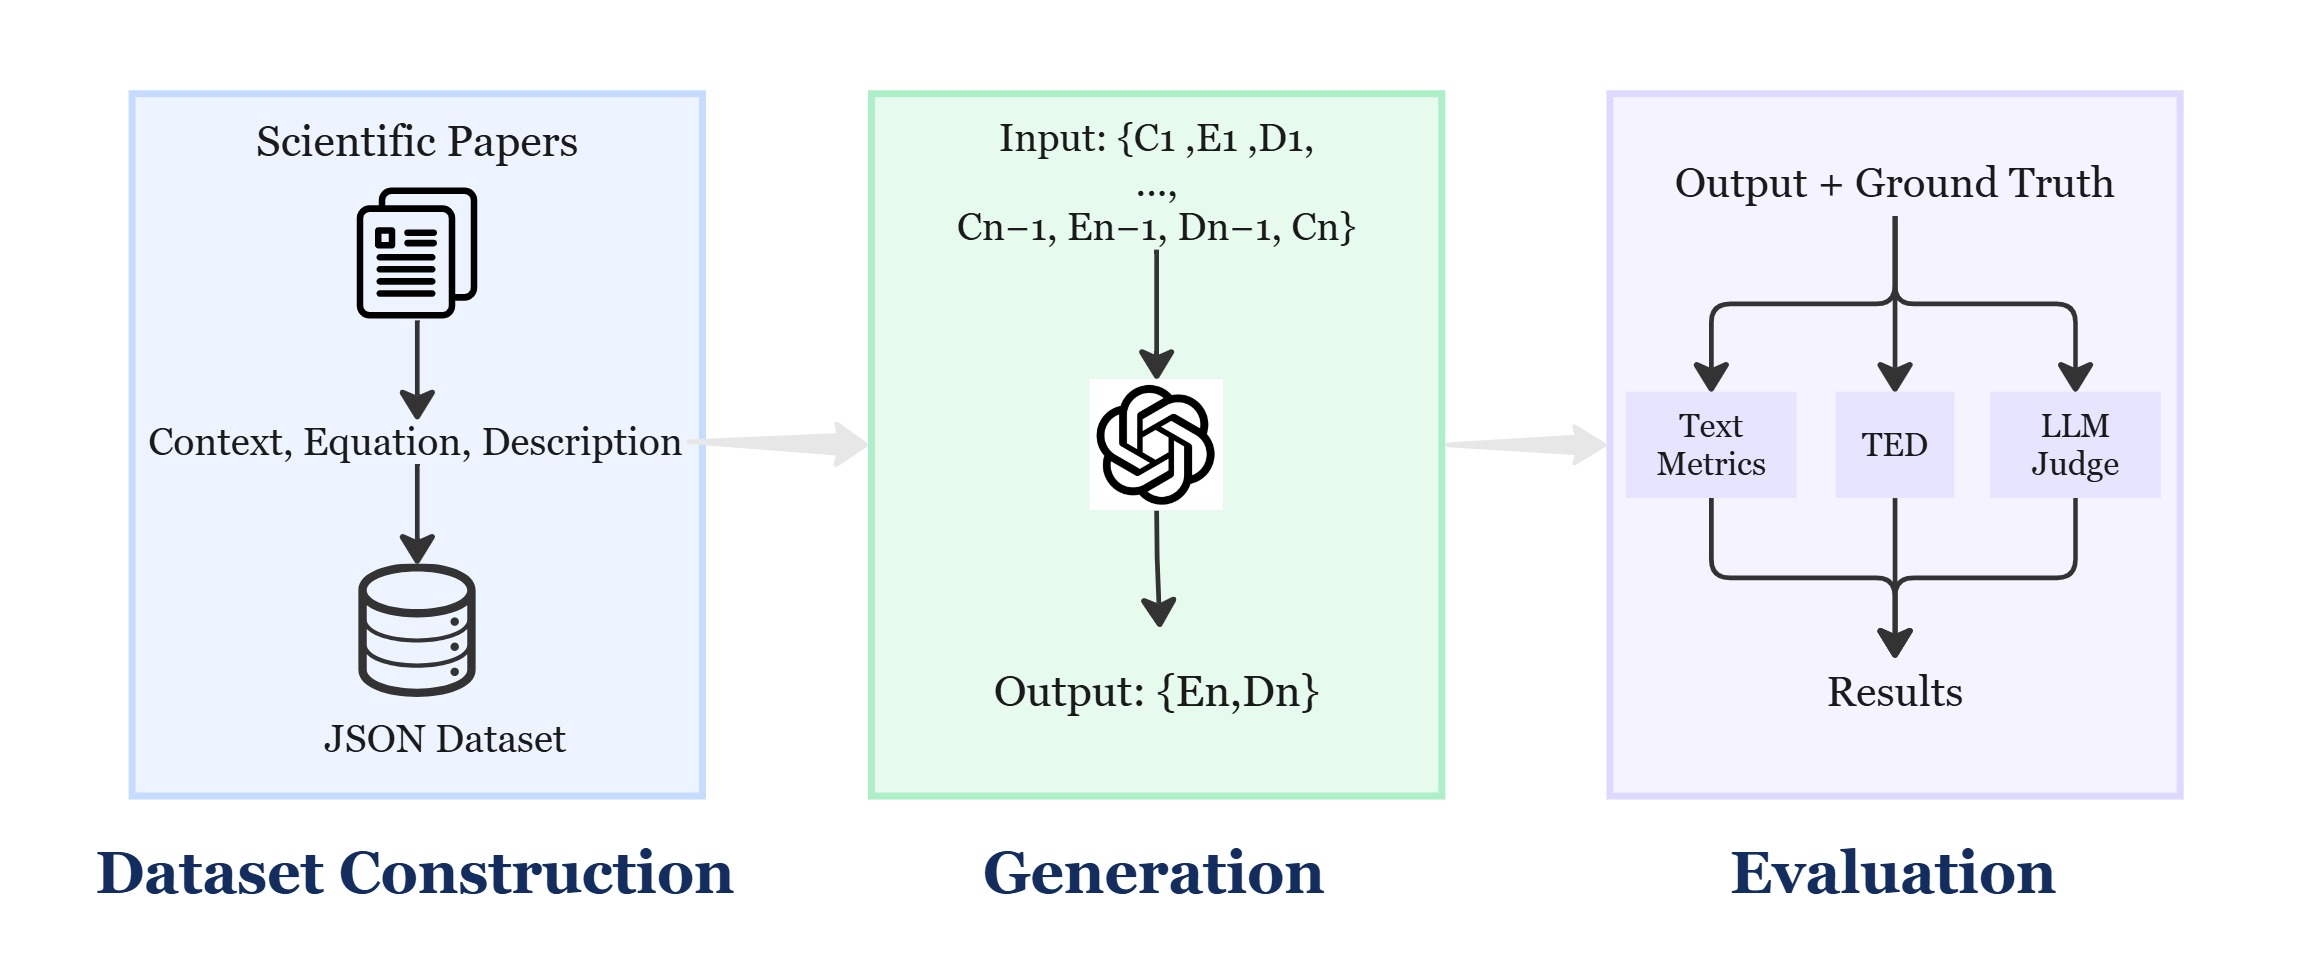 Scientific Papers
Context, Equation, Description
JSON Dataset
Dataset Construction
Input: {C1 ,E1 ,D1,
...,
Cn−1, En−1, Dn−1, Cn}
Output: {En,Dn}
Generation
Output + Ground Truth
Text
Metrics
TED
LLM
Judge
Results
Evaluation